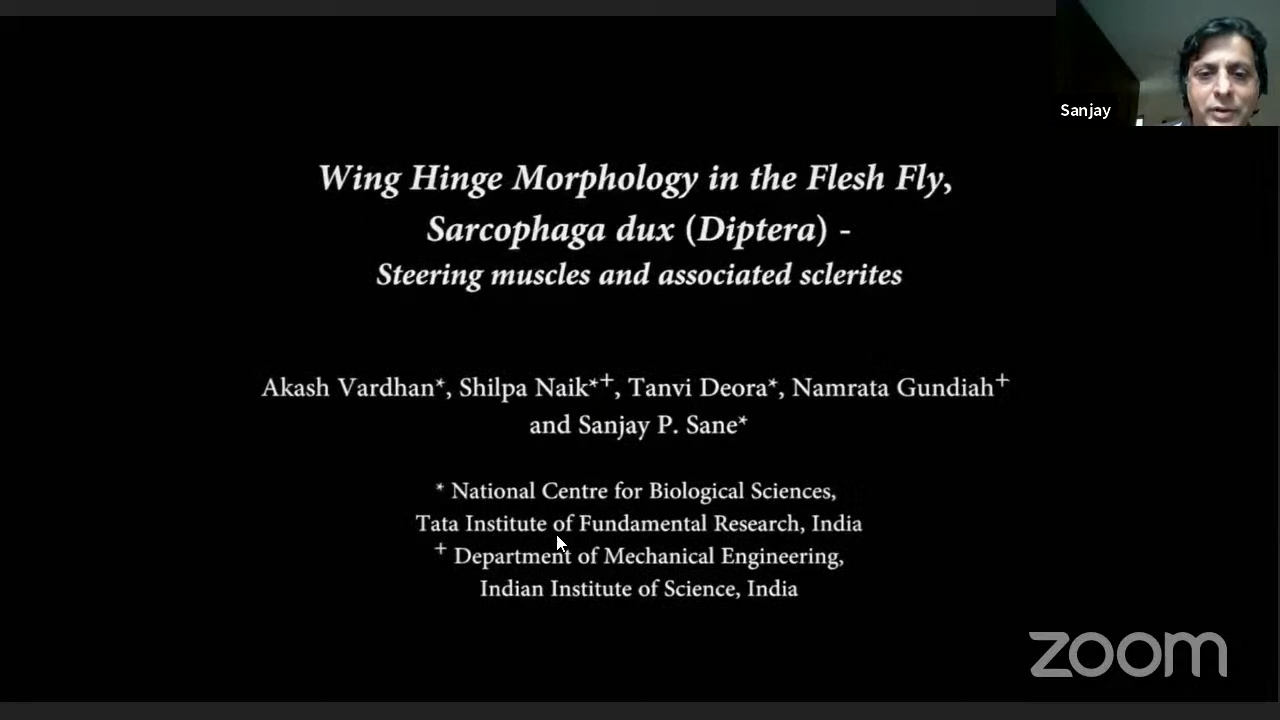 Sanjay
Wing Hinge Morphology in the Flesh Fly,
Sarcophaga dux (Diptera) -
Steering muscles and associated sclerites
Akash Vardhan*, Shilpa Naik*+, Tanvi Deora*, Namrata Gundiah+
and Sanjay P. Sane*
* National Centre for Biological Sciences,
Tata Institute of Fundamental Research, India
+ Department of Mechanical Engineering,
Indian Institute of Science, India
zoom